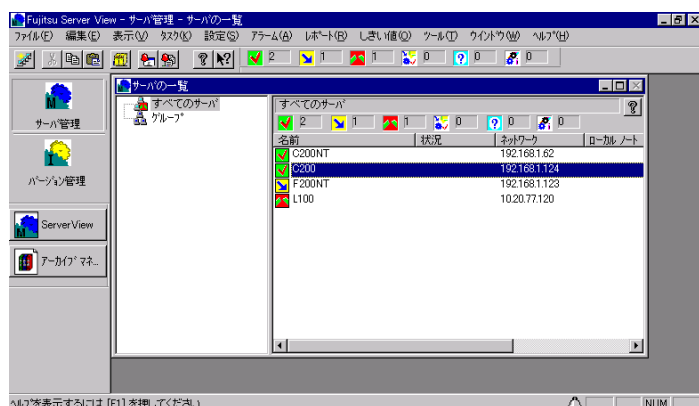 Fujitsu Server View - サーバ管理 - サーバの一覧
ファイル(F) 編集(E) 表示(V) タスク(K) 設定(S) アラーム(A) レポート(R) しきい値(O) ツール(T) ウインドウ(W) ヘルプ(H)
2 1 1 0 0 0
サーバ管理
バージョン管理
ServerView
アーカイブ マネ...
サーバの一覧
すべてのサーバ
グループ
すべてのサーバ
2 1 1 0 0 0
名前 状況 ネットワーク ローカル ノート
C200NT 192.168.1.62
C200 192.168.1.124
F200NT 192.168.1.123
L100 10.20.77.120
ヘルプを表示するには [F1] を押してください。
NUM